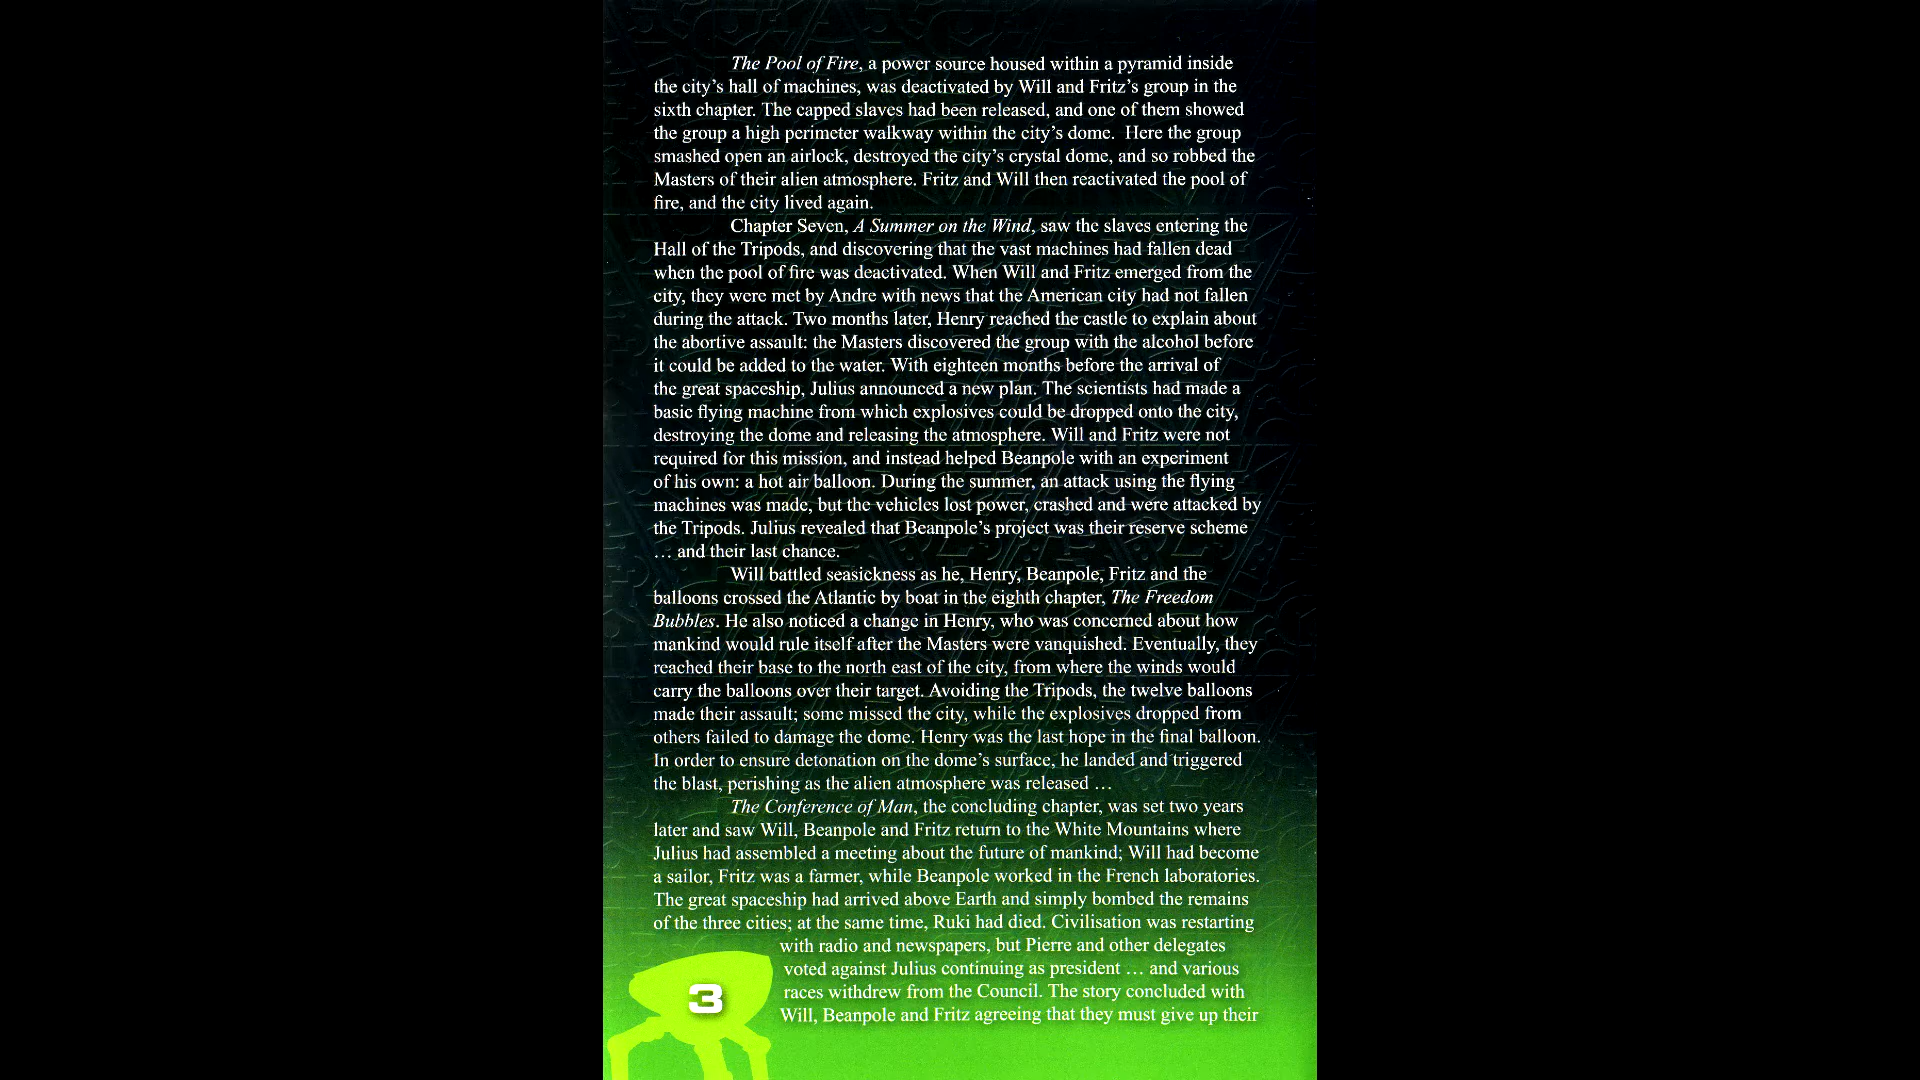 The Pool of Fire, a power source housed within a pyramid inside
the city's hall of machines, was deactivated by Will and Fritz's group in the
sixth chapter. The capped slaves had been released, and one of them showed
the group a high perimeter walkway within the city's dome.  Here the group
smashed open an airlock, destroyed the city's crystal dome, and so robbed the
Masters of their alien atmosphere. Fritz and Will then reactivated the pool of
fire, and the city lived again.
Chapter Seven, A Summer on the Wind, saw the slaves entering the
Hall of the Tripods, and discovering that the vast machines had fallen dead
when the pool of fire was deactivated. When Will and Fritz emerged from the
city, they were met by Andre with news that the American city had not fallen
during the attack. Two months later, Henry reached the castle to explain about
the abortive assault: the Masters discovered the group with the alcohol before
it could be added to the water. With eighteen months before the arrival of
the great spaceship, Julius announced a new plan. The scientists had made a
basic flying machine from which explosives could be dropped onto the city,
destroying the dome and releasing the atmosphere. Will and Fritz were not
required for this mission, and instead helped Beanpole with an experiment
of his own: a hot air balloon. During the summer, an attack using the flying
machines was made, but the vehicles lost power, crashed and were attacked by
the Tripods. Julius revealed that Beanpole's project was their reserve scheme
… and their last chance.
Will battled seasickness as he, Henry, Beanpole, Fritz and the
balloons crossed the Atlantic by boat in the eighth chapter, The Freedom
Bubbles. He also noticed a change in Henry, who was concerned about how
mankind would rule itself after the Masters were vanquished. Eventually, they
reached their base to the north east of the city, from where the winds would
carry the balloons over their target. Avoiding the Tripods, the twelve balloons
made their assault; some missed the city, while the explosives dropped from
others failed to damage the dome. Henry was the last hope in the final balloon.
In order to ensure detonation on the dome's surface, he landed and triggered
the blast, perishing as the alien atmosphere was released …
The Conference of Man, the concluding chapter, was set two years
later and saw Will, Beanpole and Fritz return to the White Mountains where
Julius had assembled a meeting about the future of mankind; Will had become
a sailor, Fritz was a farmer, while Beanpole worked in the French laboratories.
The great spaceship had arrived above Earth and simply bombed the remains
of the three cities; at the same time, Ruki had died. Civilisation was restarting
with radio and newspapers, but Pierre and other delegates
voted against Julius continuing as president … and various
races withdrew from the Council. The story concluded with
Will, Beanpole and Fritz agreeing that they must give up their
3